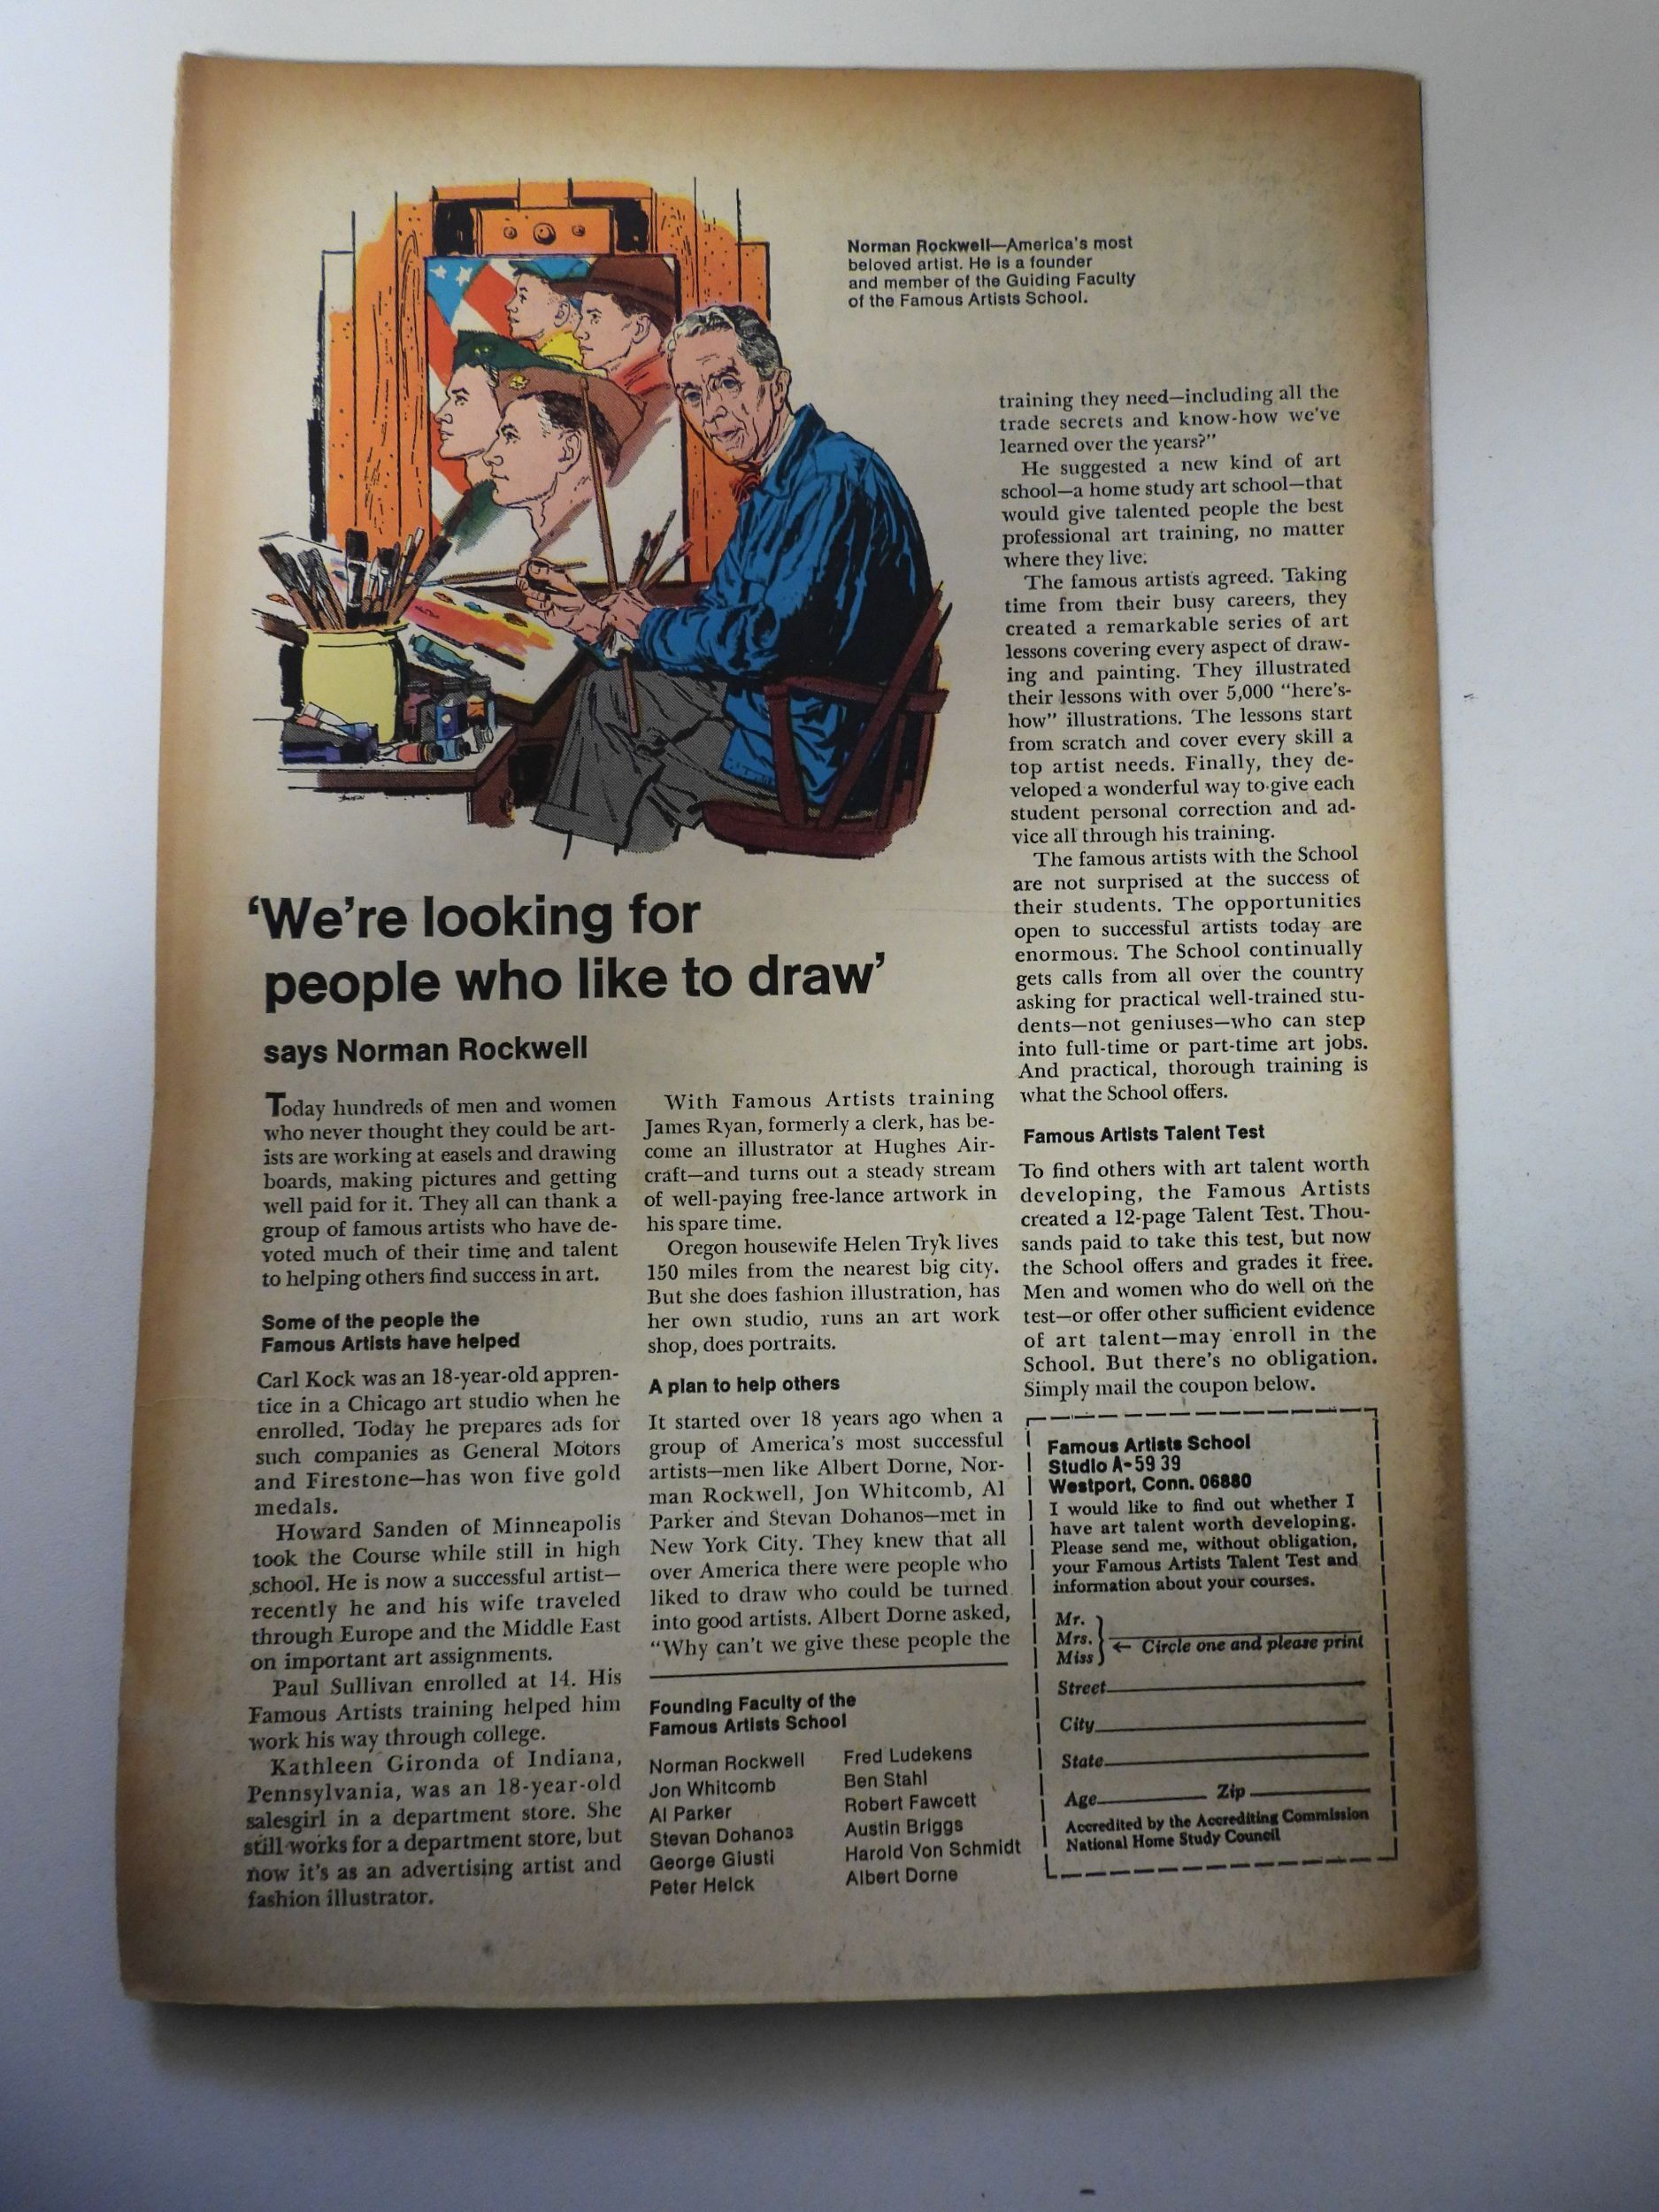 Norman Rockwell—America's most
beloved artist. He is a founder
and member of the Guiding Faculty
of the Famous Artists School.
‘We're looking for
people who like to draw’
says Norman Rockwell
Today hundreds of men and women
who never thought they could be art-
ists are working at easels and drawing
boards, making pictures and getting
well paid for it. They all can thank a
group of famous artists who have de-
voted much of their time and talent
to helping others find success in art.
Some of the people the
Famous Artists have helped
Carl Kock was an 18-year-old appren-
tice in a Chicago art studio when he
enrolled. Today he prepares ads for
such companies as General Motors
and Firestone—has won five gold
medals.
Howard Sanden of Minneapolis
took the Course while still in high
school. He is now a successful artist—
recently he and his wife traveled
through Europe and the Middle East
on important art assignments.
Paul Sullivan enrolled at 14. His
Famous Artists training helped him
work his way through college.
Kathleen Gironda of Indiana,
Pennsylvania, was an 18-year-old
salesgirl in a department store. She
still works for a department store, but
now it's as an advertising artist and
fashion illustrator.
With Famous Artists training
James Ryan, formerly a clerk, has be-
come an illustrator at Hughes Air-
craft—and turns out a steady stream
of well-paying free-lance artwork in
his spare time.
Oregon housewife Helen Tryk lives
150 miles from the nearest big city.
But she does fashion illustration, has
her own studio, runs an art work
shop, does portraits.
A plan to help others
It started over 18 years ago when a
group of America's most successful
artists—men like Albert Dorne, Nor-
man Rockwell, Jon Whitcomb, Al
Parker and Stevan Dohanos—met in
New York City. They knew that all
over America there were people who
liked to draw who could be turned
into good artists. Albert Dorne asked,
“Why can't we give these people the
Founding Faculty of the
Famous Artists School
Norman Rockwell
Jon Whitcomb
Al Parker
Stevan Dohanos
George Giusti
Peter Helck
Fred Ludekens
Ben Stahl
Robert Fawcett
Austin Briggs
Harold Von Schmidt
Albert Dorne
training they need—including all the
trade secrets and know-how we've
learned over the years?”
He suggested a new kind of art
school—a home study art school—that
would give talented people the best
professional art training, no matter
where they live.
The famous artists agreed. Taking
time from their busy careers, they
created a remarkable series of art
lessons covering every aspect of draw-
ing and painting. They illustrated
their lessons with over 5,000 “here's-
how” illustrations. The lessons start
from scratch and cover every skill a
top artist needs. Finally, they de-
veloped a wonderful way to give each
student personal correction and ad-
vice all through his training.
The famous artists with the School
are not surprised at the success of
their students. The opportunities
open to successful artists today are
enormous. The School continually
gets calls from all over the country
asking for practical well-trained stu-
dents—not geniuses—who can step
into full-time or part-time art jobs.
And practical, thorough training is
what the School offers.
Famous Artists Talent Test
To find others with art talent worth
developing, the Famous Artists
created a 12-page Talent Test. Thou-
sands paid to take this test, but now
the School offers and grades it free.
Men and women who do well on the
test—or offer other sufficient evidence
of art talent—may enroll in the
School. But there's no obligation.
Simply mail the coupon below.
Famous Artists School
Studio A-5939
Westport, Conn. 06880
I would like to find out whether I
have art talent worth developing.
Please send me, without obligation,
your Famous Artists Talent Test and
information about your courses.
Mr.
Mrs. ← Circle one and please print
Miss
Street
City
State
Age Zip
Accredited by the Accrediting Commission
National Home Study Council